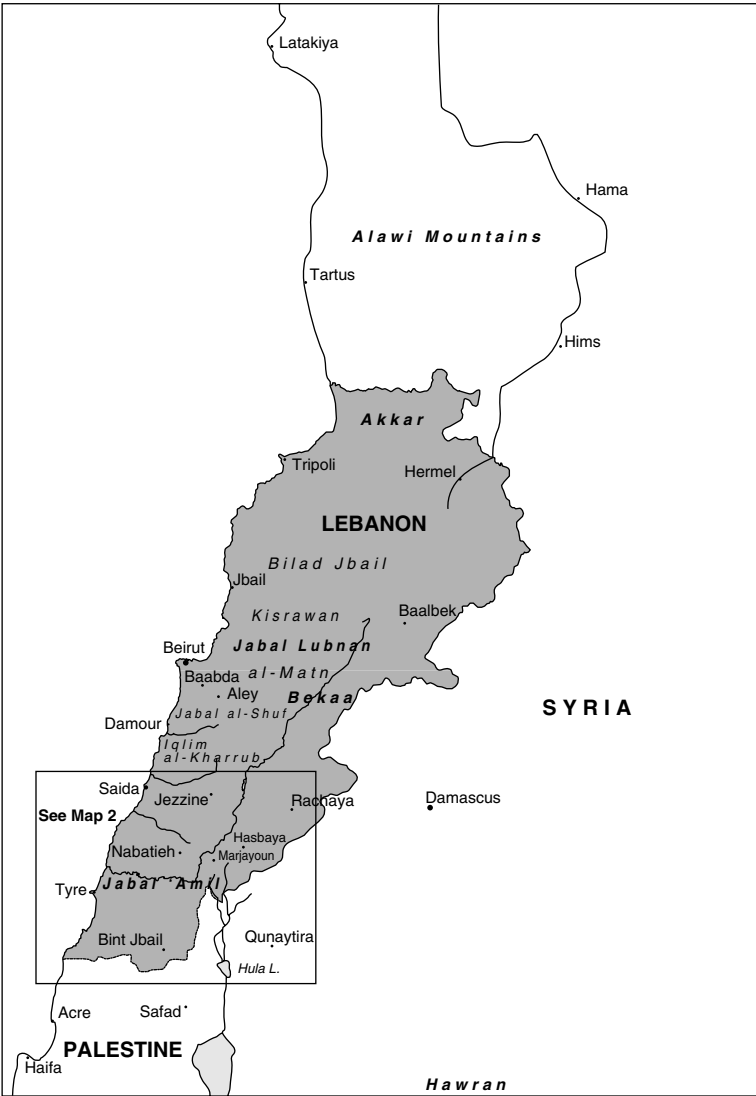 Latakiya
Hama
Alawi Mountains
Tartus
Hims
Akkar
Tripoli
Hermel
LEBANON
Bilad Jbail
Jbail
Kisrawan
Baalbek
Jabal Lubnan
Beirut
al-Matn
Baabda
Aley
Bekaa
SYRIA
Jabal al-Shuf
Damour
Iqlim
al-Kharrub
Saida
Jezzine
Rachaya
Damascus
See Map 2
Hasbaya
Nabatieh
Marjayoun
Jabal Amil
Tyre
Bint Jbail
Qunaytira
Hula L.
Acre
Safad
PALESTINE
Haifa
Hawran